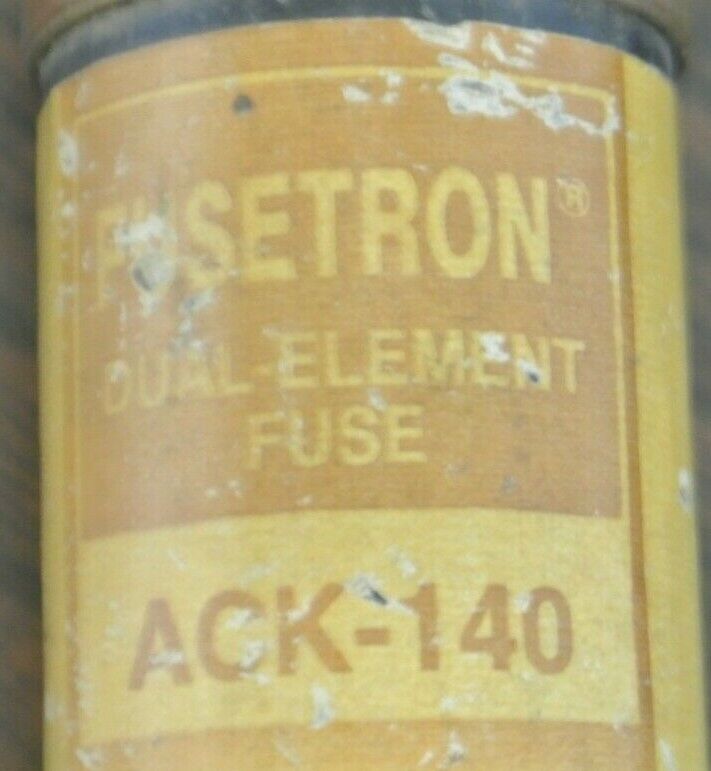 FUSETRON®
DUAL-ELEMENT
FUSE
ACK-140